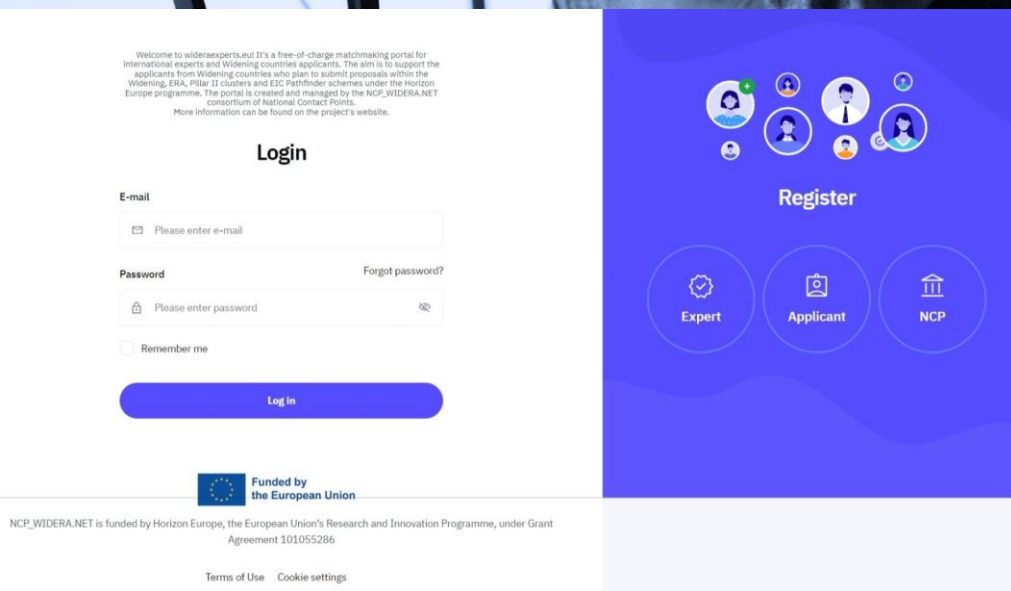 Welcome to wideraexperts.eu! It's a free-of-charge matchmaking portal for
international experts and Widening countries applicants. The aim is to support the
applicants from Widening countries who plan to submit proposals within the
Widening, ERA, Pillar II clusters and EIC Pathfinder schemes under the Horizon
Europe programme. The portal is created and managed by the NCP_WIDERA.NET
consortium of National Contact Points.
More information can be found on the project's website.
Login
E-mail
Please enter e-mail
Password
Forgot password?
Please enter password
Remember me
Log in
Funded by
the European Union
NCP_WIDERA.NET is funded by Horizon Europe, the European Union's Research and Innovation Programme, under Grant
Agreement 101055286
Terms of Use
Cookie settings
Register
Expert
Applicant
NCP